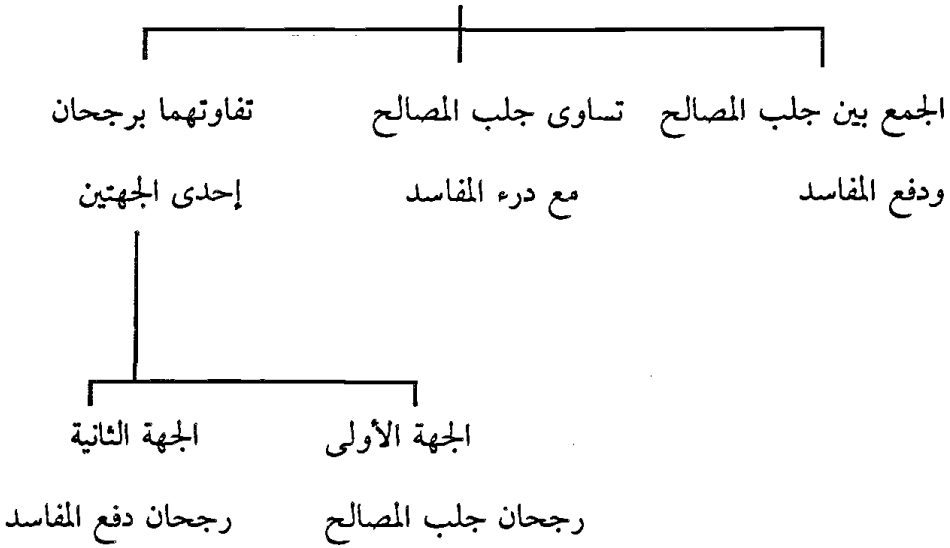 الجمع بين جلب المصالح
ودفع المفاسد
تساوى جلب المصالح
مع درء المفاسد
تفاوتهما برجحان
إحدى الجهتين
الجهة الأولى
رجحان جلب المصالح
الجهة الثانية
رجحان دفع المفاسد